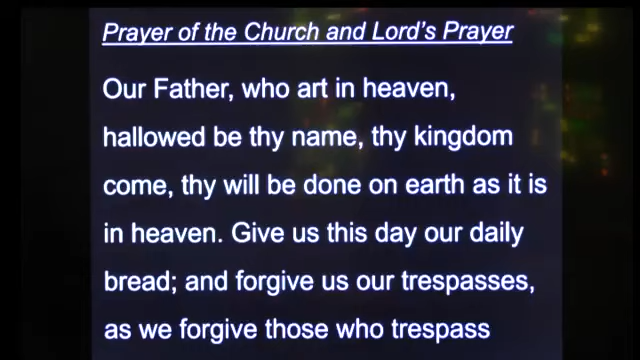 Prayer of the Church and Lord's Prayer
Our Father, who art in heaven,
hallowed be thy name, thy kingdom
come, thy will be done on earth as it is
in heaven. Give us this day our daily
bread; and forgive us our trespasses,
as we forgive those who trespass